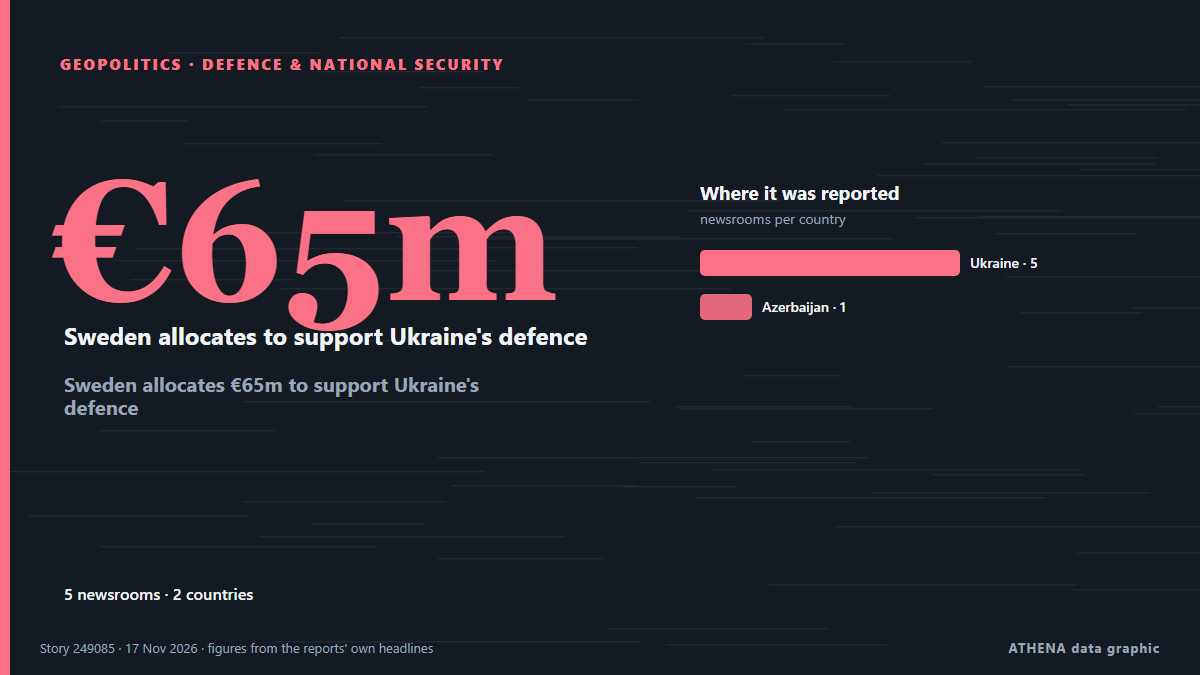 GEOPOLITICS · DEFENCE & NATIONAL SECURITY
€65m
Sweden allocates to support Ukraine's defence
Sweden allocates €65m to support Ukraine's
defence
Where it was reported
newsrooms per country
Ukraine · 5
Azerbaijan · 1
5 newsrooms · 2 countries
Story 249085 · 17 Nov 2026 · figures from the reports' own headlines
ATHENA data graphic